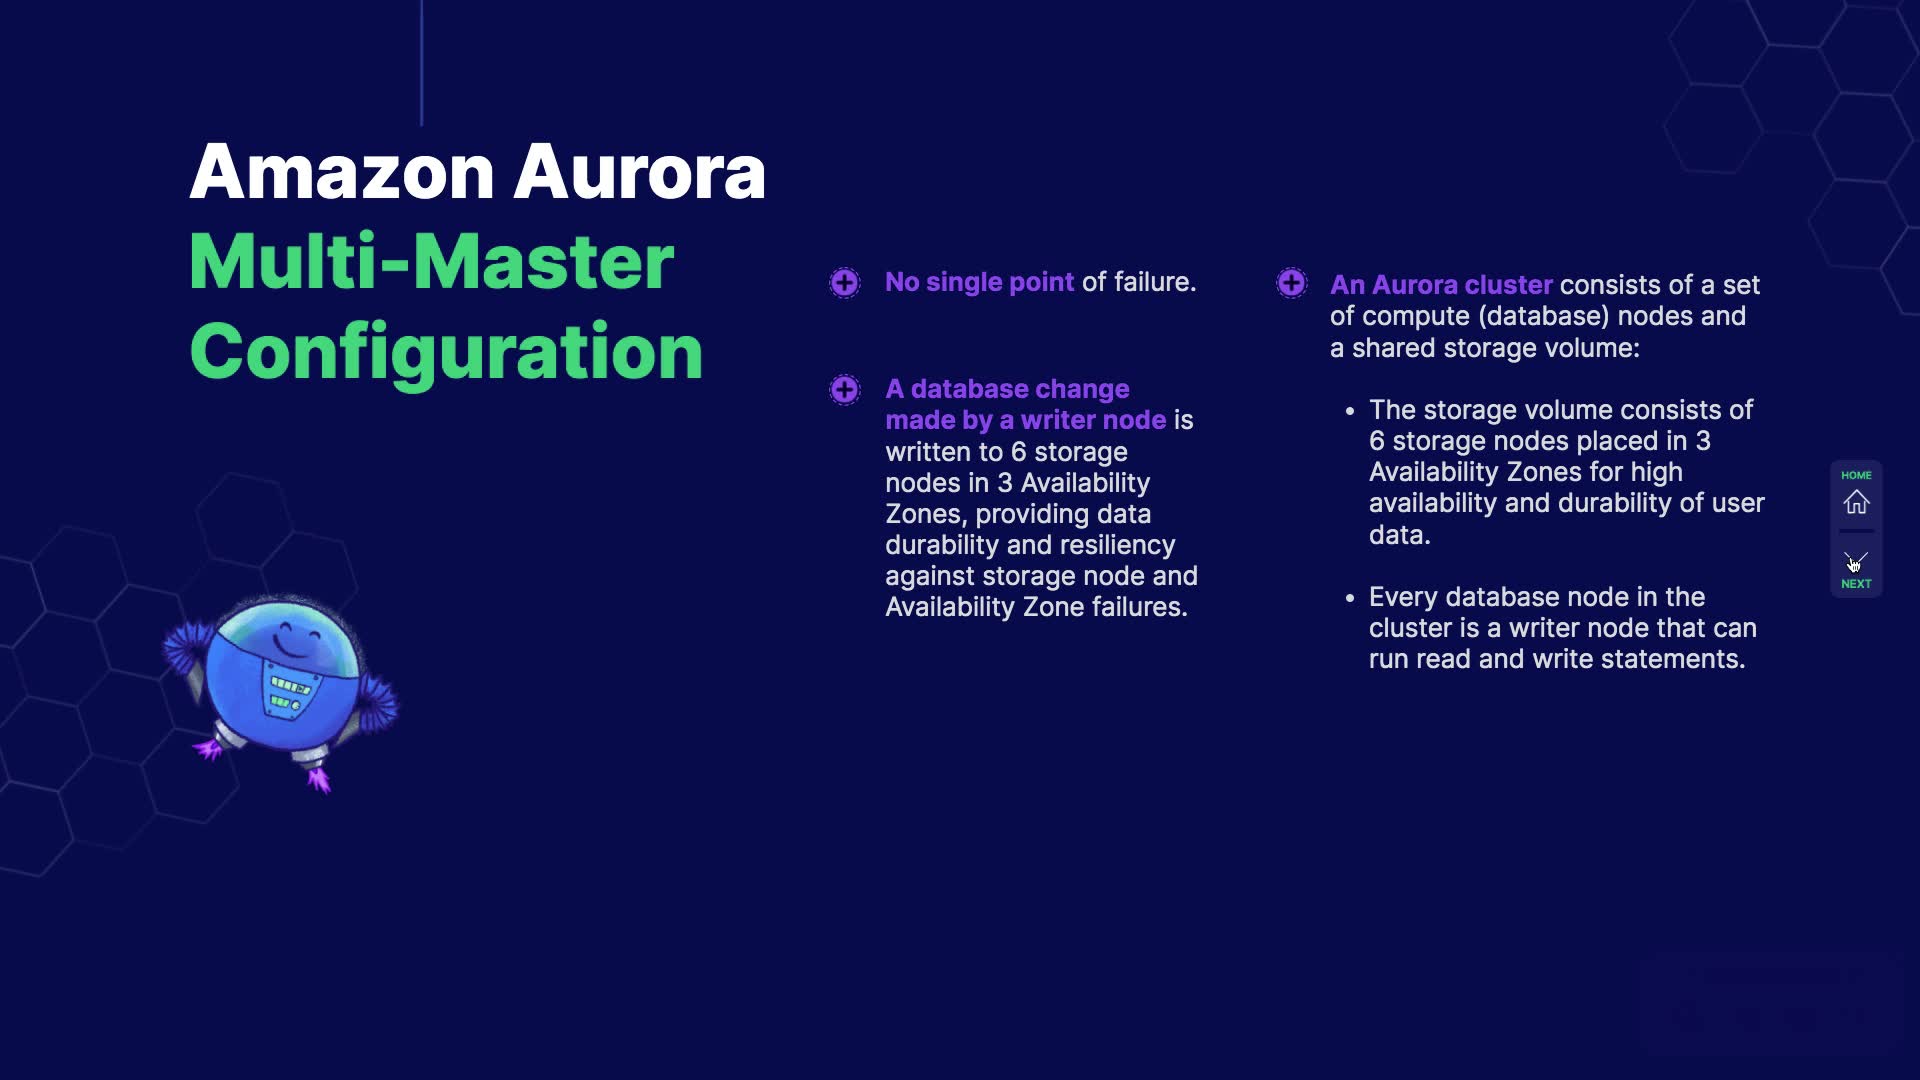 Amazon Aurora
Multi-Master
Configuration
No single point of failure.
A database change
made by a writer node is
written to 6 storage
nodes in 3 Availability
Zones, providing data
durability and resiliency
against storage node and
Availability Zone failures.
An Aurora cluster consists of a set
of compute (database) nodes and
a shared storage volume:
• The storage volume consists of
6 storage nodes placed in 3
Availability Zones for high
availability and durability of user
data.
• Every database node in the
cluster is a writer node that can
run read and write statements.
HOME
NEXT